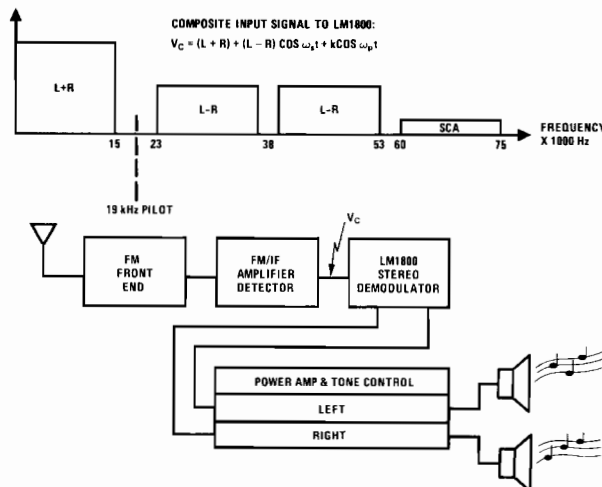 COMPOSITE INPUT SIGNAL TO LM1800:
V_C = (L + R) + (L – R) COS ω_s t + kCOS ω_p t
L+R
L–R
L–R
SCA
FREQUENCY
X 1000 Hz
15
23
38
53
60
75
19 kHz PILOT
V_C
FM
FRONT
END
FM/IF
AMPLIFIER
DETECTOR
LM1800
STEREO
DEMODULATOR
POWER AMP & TONE CONTROL
LEFT
RIGHT